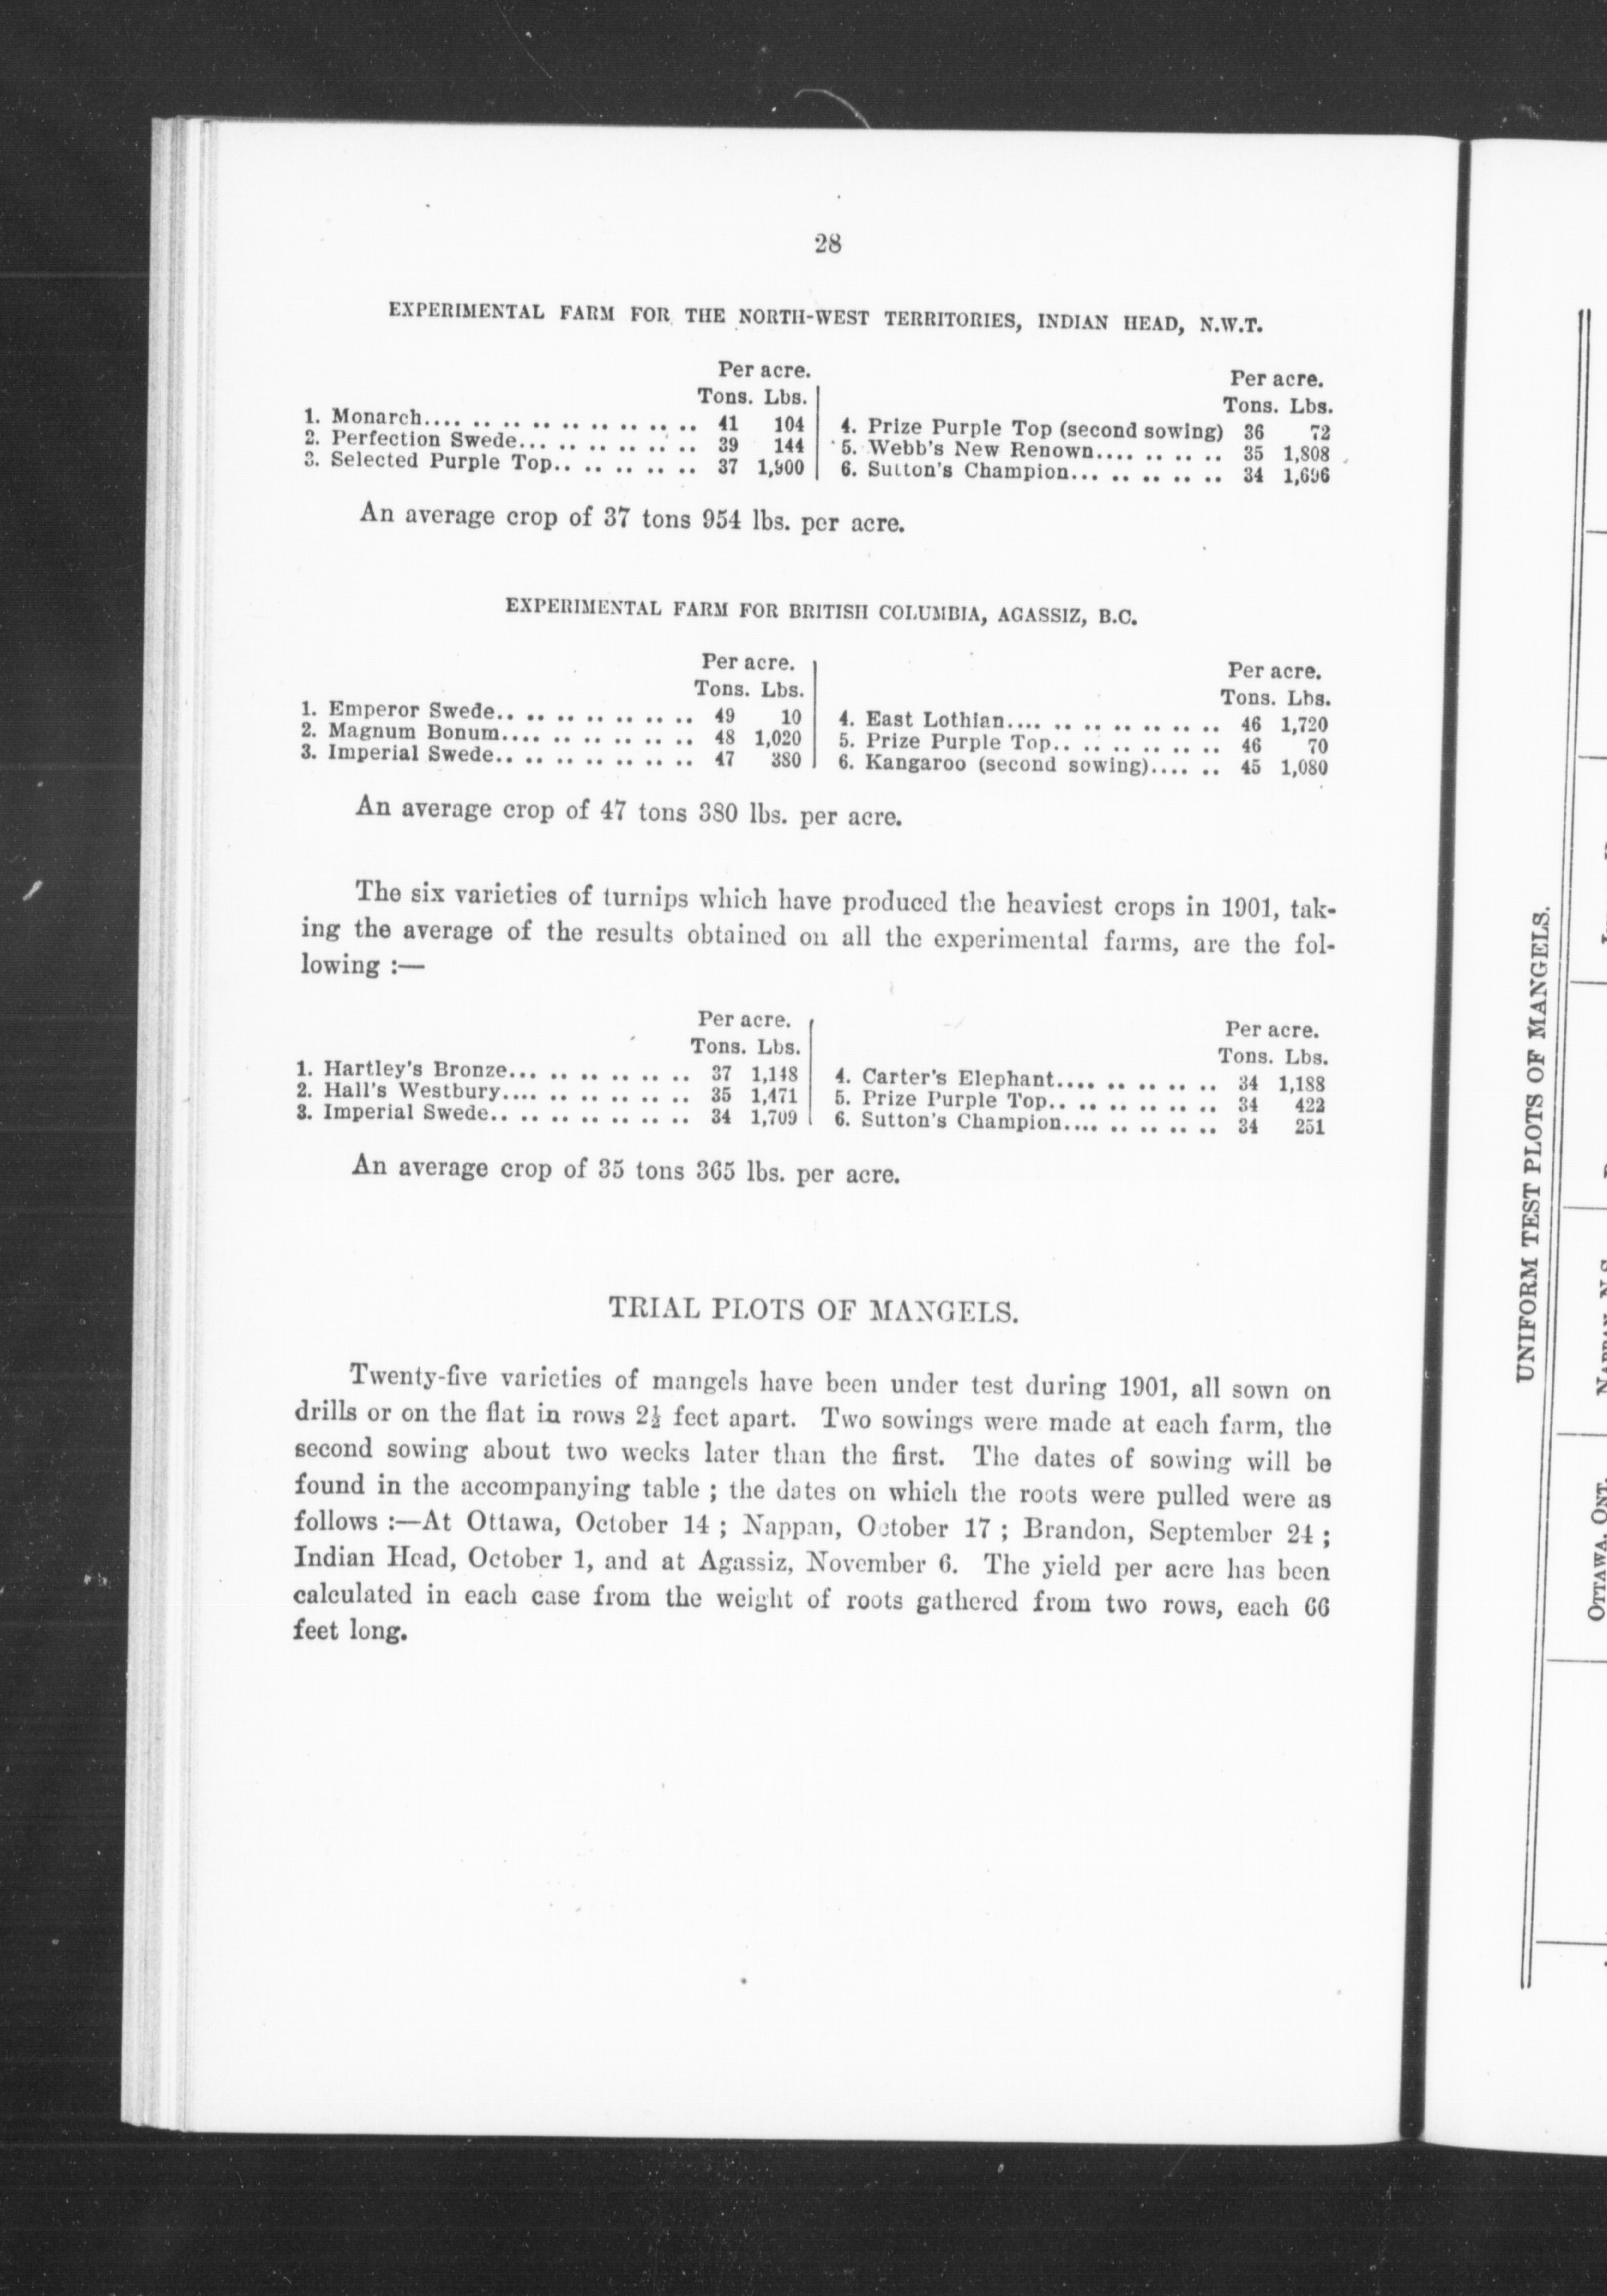 28
EXPERIMENTAL FARM FOR THE NORTH-WEST TERRITORIES, INDIAN HEAD, N.W.T.
Per acre.
Tons. Lbs.
1. Monarch.... .. .. .. .. .. .. .. .. 41 104
2. Perfection Swede... .. .. .. .. .. 39 144
3. Selected Purple Top.. .. .. .. .. 37 1,900
Per acre.
Tons. Lbs.
4. Prize Purple Top (second sowing) 36 72
5. Webb's New Renown.... .. .. .. 35 1,808
6. Sutton's Champion... .. .. .. .. 34 1,696
An average crop of 37 tons 954 lbs. per acre.
EXPERIMENTAL FARM FOR BRITISH COLUMBIA, AGASSIZ, B.C.
Per acre.
Tons. Lbs.
1. Emperor Swede.. .. .. .. .. .. .. 49 10
2. Magnum Bonum.... .. .. .. .. .. 48 1,020
3. Imperial Swede.. .. .. .. .. .. .. 47 380
Per acre.
Tons. Lbs.
4. East Lothian.... .. .. .. .. .. .. 46 1,720
5. Prize Purple Top.. .. .. .. .. .. 46 70
6. Kangaroo (second sowing).... .. 45 1,080
An average crop of 47 tons 380 lbs. per acre.
The six varieties of turnips which have produced the heaviest crops in 1901, tak-
ing the average of the results obtained on all the experimental farms, are the fol-
lowing :—
Per acre.
Tons. Lbs.
1. Hartley's Bronze... .. .. .. .. .. 37 1,148
2. Hall's Westbury.... .. .. .. .. .. 35 1,471
3. Imperial Swede.. .. .. .. .. .. .. 34 1,709
Per acre.
Tons. Lbs.
4. Carter's Elephant.... .. .. .. .. 34 1,188
5. Prize Purple Top.. .. .. .. .. .. 34 422
6. Sutton's Champion.... .. .. .. .. 34 251
An average crop of 35 tons 365 lbs. per acre.
TRIAL PLOTS OF MANGELS.
Twenty-five varieties of mangels have been under test during 1901, all sown on
drills or on the flat in rows 2½ feet apart. Two sowings were made at each farm, the
second sowing about two weeks later than the first. The dates of sowing will be
found in the accompanying table ; the dates on which the roots were pulled were as
follows :—At Ottawa, October 14 ; Nappan, October 17 ; Brandon, September 24 ;
Indian Head, October 1, and at Agassiz, November 6. The yield per acre has been
calculated in each case from the weight of roots gathered from two rows, each 66
feet long.
UNIFORM TEST PLOTS OF MANGELS.
OTTAWA, ONT.